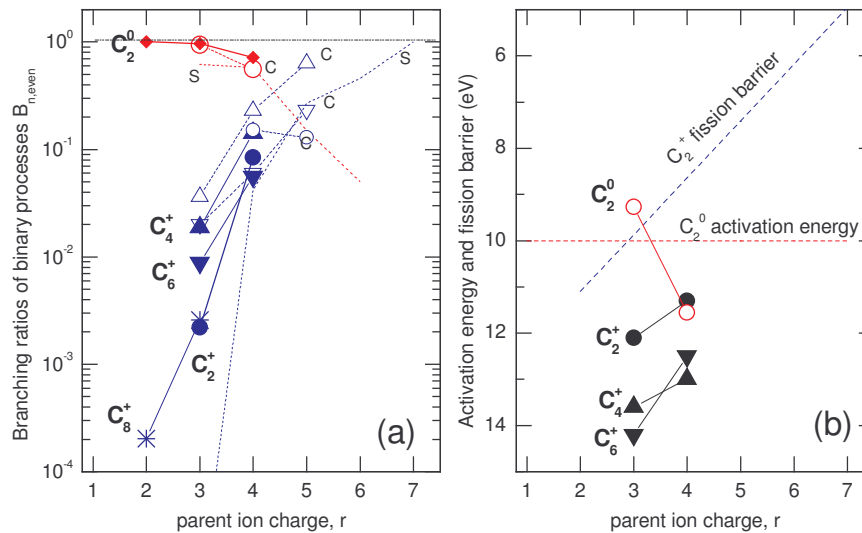 Branching ratios of binary processes B_n,even
10^0
10^-1
10^-2
10^-3
10^-4
C_2^0
S
C
C
C
S
C
C_4^+
C_6^+
C_2^+
C_8^+
(a)
1 2 3 4 5 6 7
parent ion charge, r
Activation energy and fission barrier (eV)
6
8
10
12
14
C_2^+ fission barrier
C_2^0
C_2^0 activation energy
C_2^+
C_4^+
C_6^+
(b)
1 2 3 4 5 6 7
parent ion charge, r